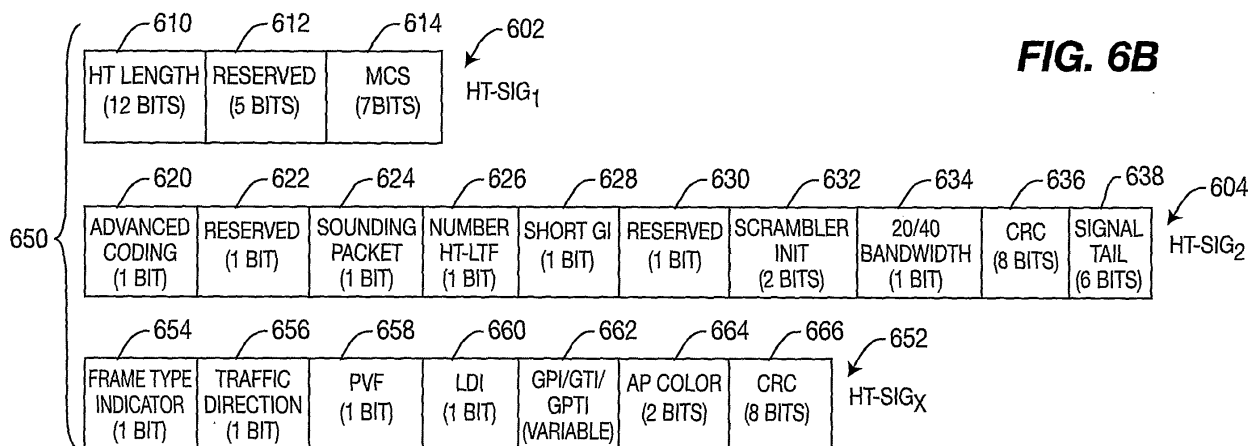 FIG. 6B
610 612 614 602
HT LENGTH RESERVED MCS
(12 BITS) (5 BITS) (7BITS)
HT-SIG1
620 622 624 626 628 630 632 634 636 638 604
650
ADVANCED RESERVED SOUNDING NUMBER SHORT GI RESERVED SCRAMBLER 20/40 CRC SIGNAL
CODING (1 BIT) PACKET HT-LTF (1 BIT) (1 BIT) INIT BANDWIDTH (8 BITS) TAIL
(1 BIT) (1 BIT) (1 BIT) (2 BITS) (1 BIT) (6 BITS)
HT-SIG2
654 656 658 660 662 664 666 652
FRAME TYPE TRAFFIC PVF LDI GPI/GTI/ AP COLOR CRC
INDICATOR DIRECTION (1 BIT) (1 BIT) GPTI (2 BITS) (8 BITS)
(1 BIT) (1 BIT) (VARIABLE)
HT-SIGX